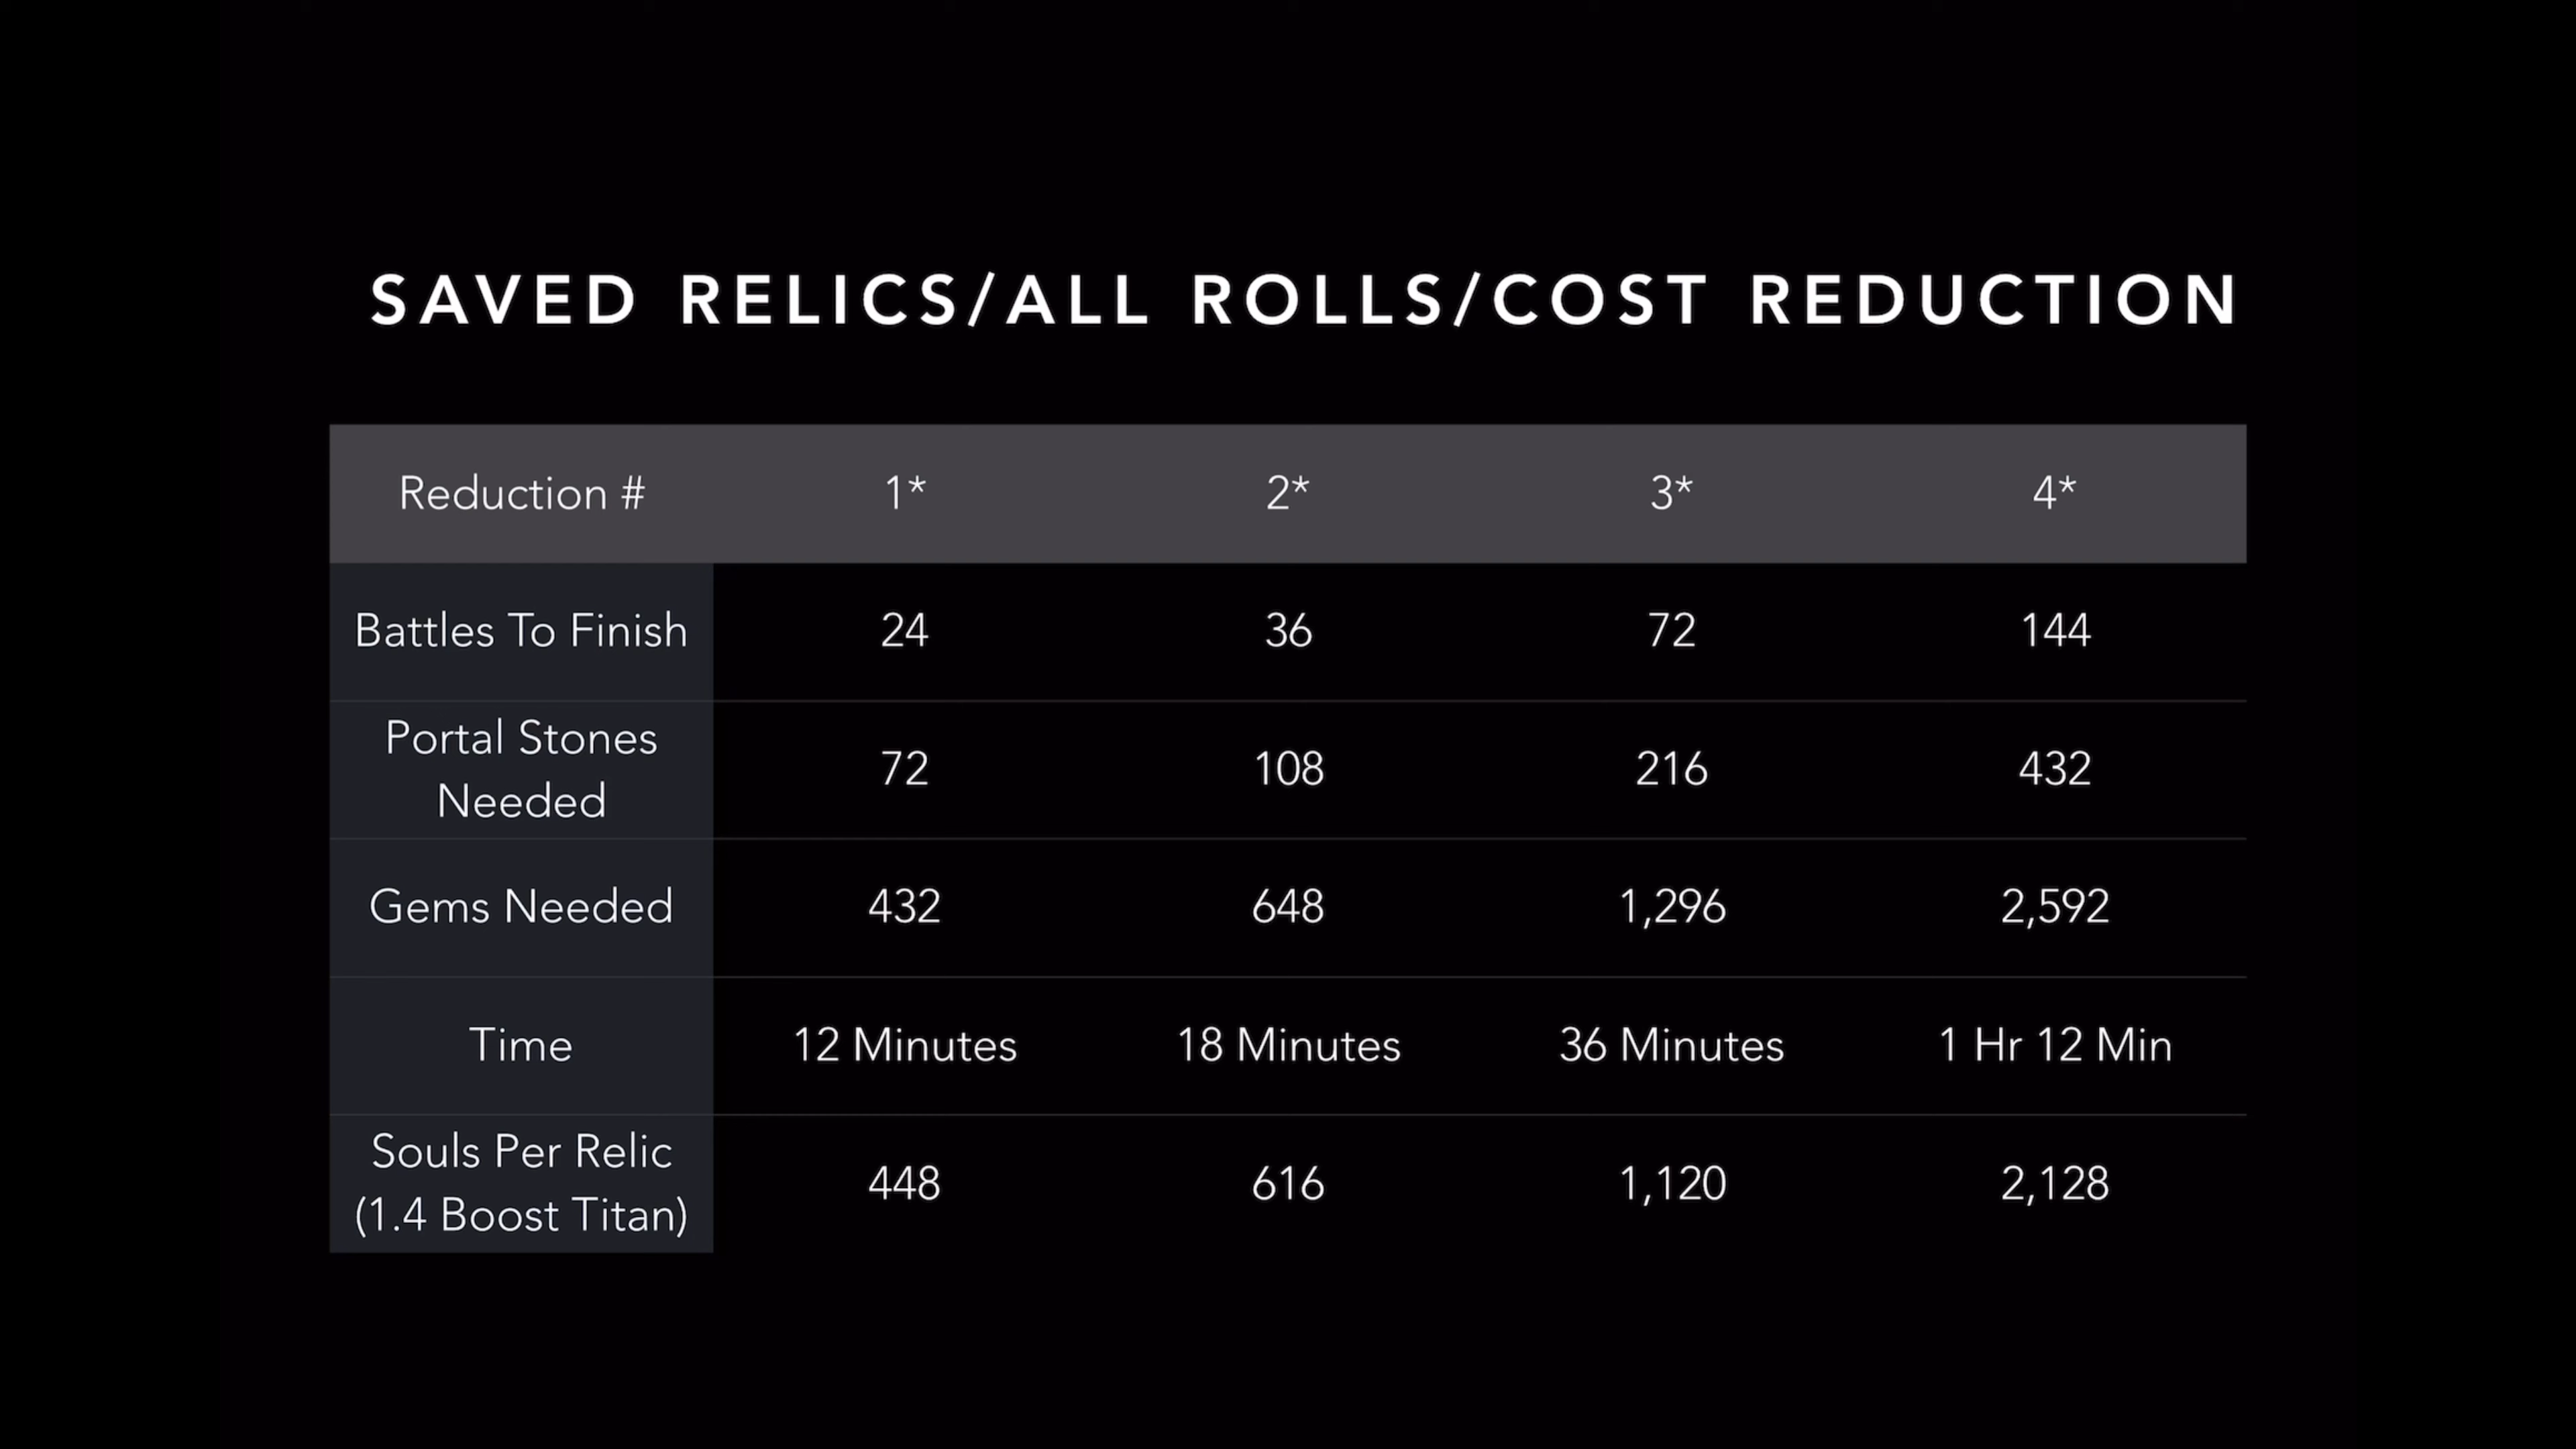 SAVED RELICS/ALL ROLLS/COST REDUCTION
Reduction # 1* 2* 3* 4*
Battles To Finish 24 36 72 144
Portal Stones
Needed 72 108 216 432
Gems Needed 432 648 1,296 2,592
Time 12 Minutes 18 Minutes 36 Minutes 1 Hr 12 Min
Souls Per Relic
(1.4 Boost Titan) 448 616 1,120 2,128